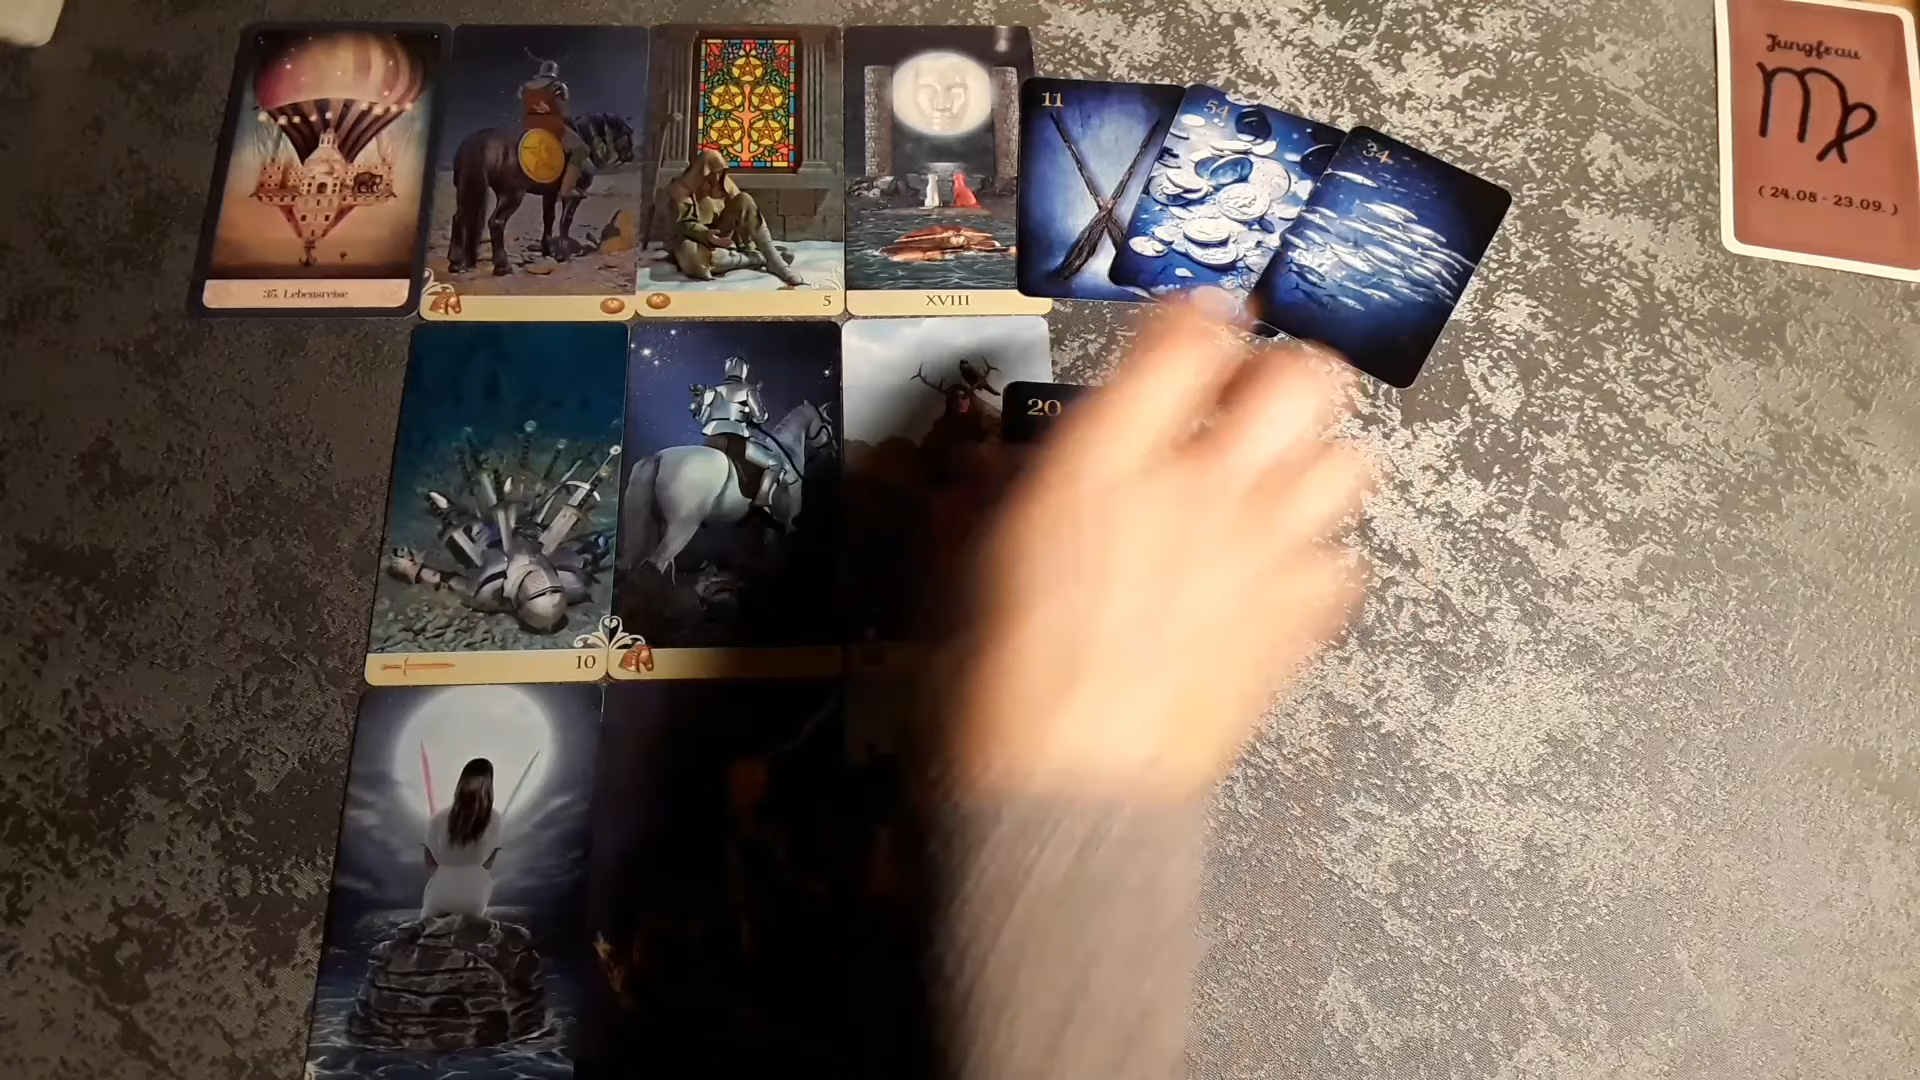 35. Lebensreise
5
XVIII
11
54
34
Jungfrau
( 24.08 - 23.09. )
20
10